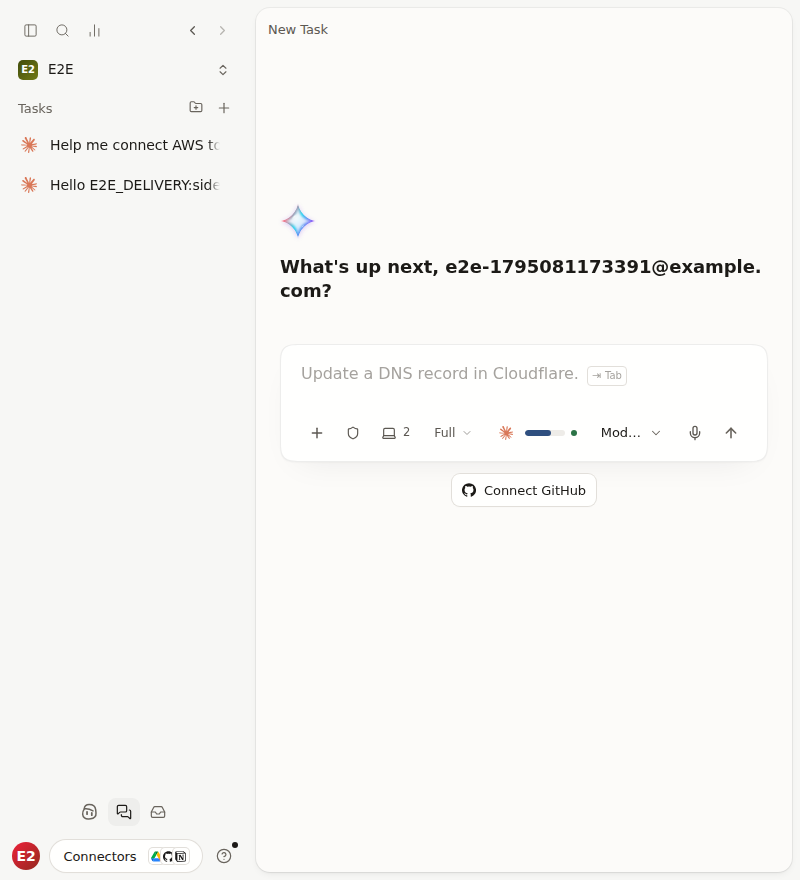 New Task
E2 E2E
Tasks
Help me connect AWS to
Hello E2E_DELIVERY:side
What's up next, e2e-1795081173391@example.
com?
Update a DNS record in Cloudflare. ⇥ Tab
2 Full Mod...
Connect GitHub
E2 Connectors